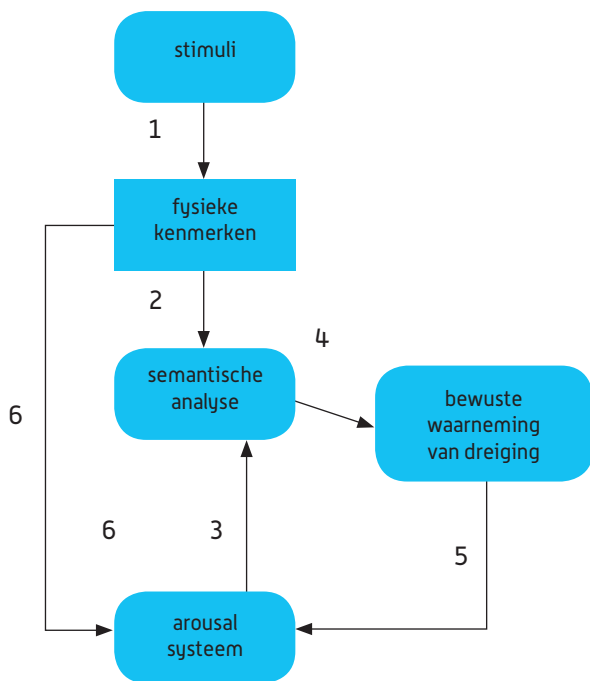 stimuli
1
fysieke
kenmerken
2
4
semantische
analyse
bewuste
waarneming
van dreiging
6
6
3
5
arousal
systeem